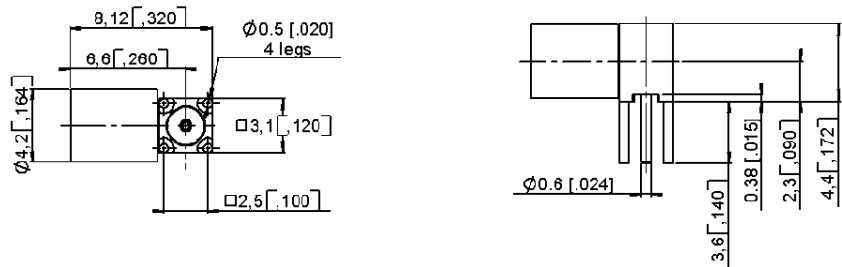 8,12⌈,320⌉
6,6⌈,260⌉
Ø0.5 [.020]
4 legs
Ø4,2⌈,164⌉
□3,1⌈,120⌉
□2,5⌈,100⌉
Ø0.6 [.024]
3,6⌈,140⌉
0.38 [.015]
2,3⌈,090⌉
4,4⌈,172⌉